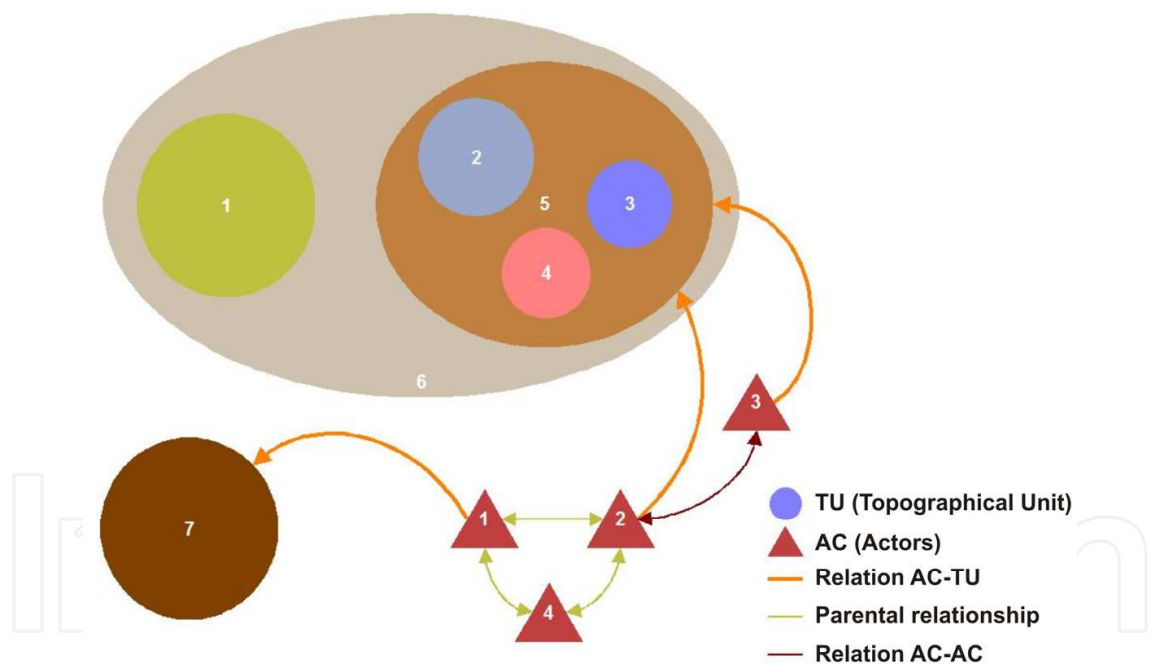 2
1
5
3
4
6
3
7
1
2
4
TU (Topographical Unit)
AC (Actors)
Relation AC-TU
Parental relationship
Relation AC-AC